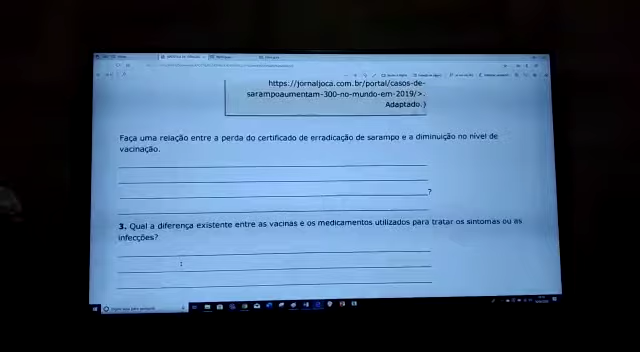 https://jornaljoca.com.br/portal/casos-de-
sarampoaumentam-300-no-mundo-em-2019/>.
Adaptado.)
Faça uma relação entre a perda do certificado de erradicação de sarampo e a diminuição no nível de
vacinação.
?
3. Qual a diferença existente entre as vacinas e os medicamentos utilizados para tratar os sintomas ou as
infecções?